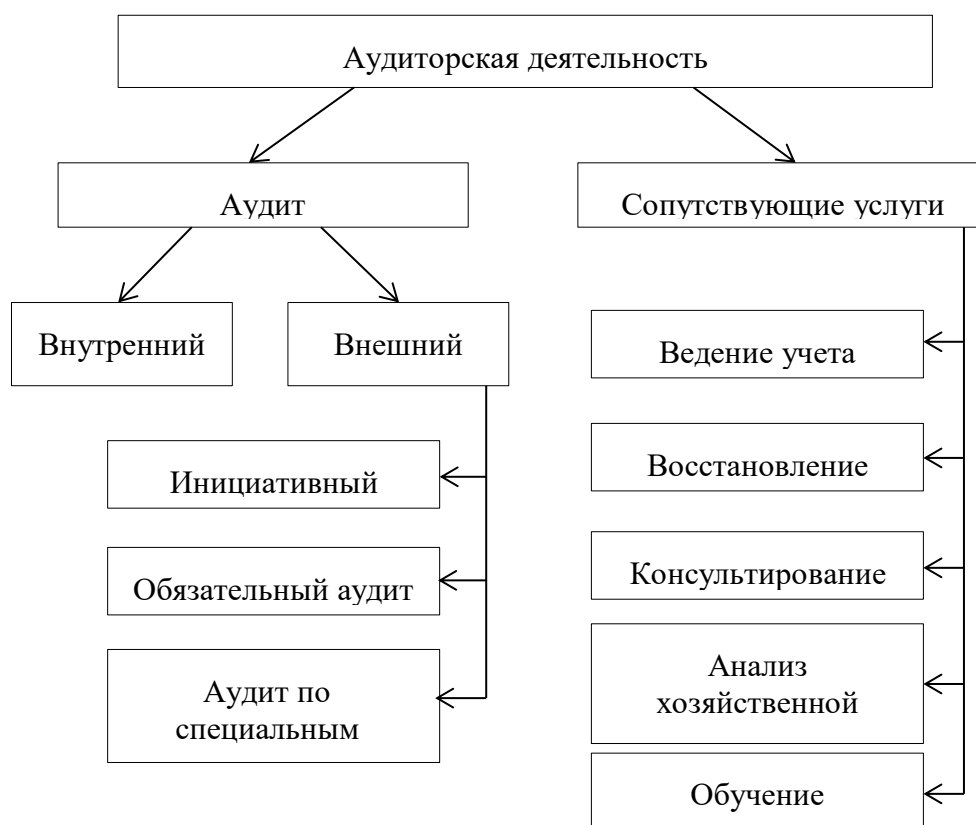 Аудиторская деятельность
Аудит
Сопутствующие услуги
Внутренний
Внешний
Ведение учета
Инициативный
Восстановление
Обязательный аудит
Консультирование
Аудит по
специальным
Анализ
хозяйственной
Обучение